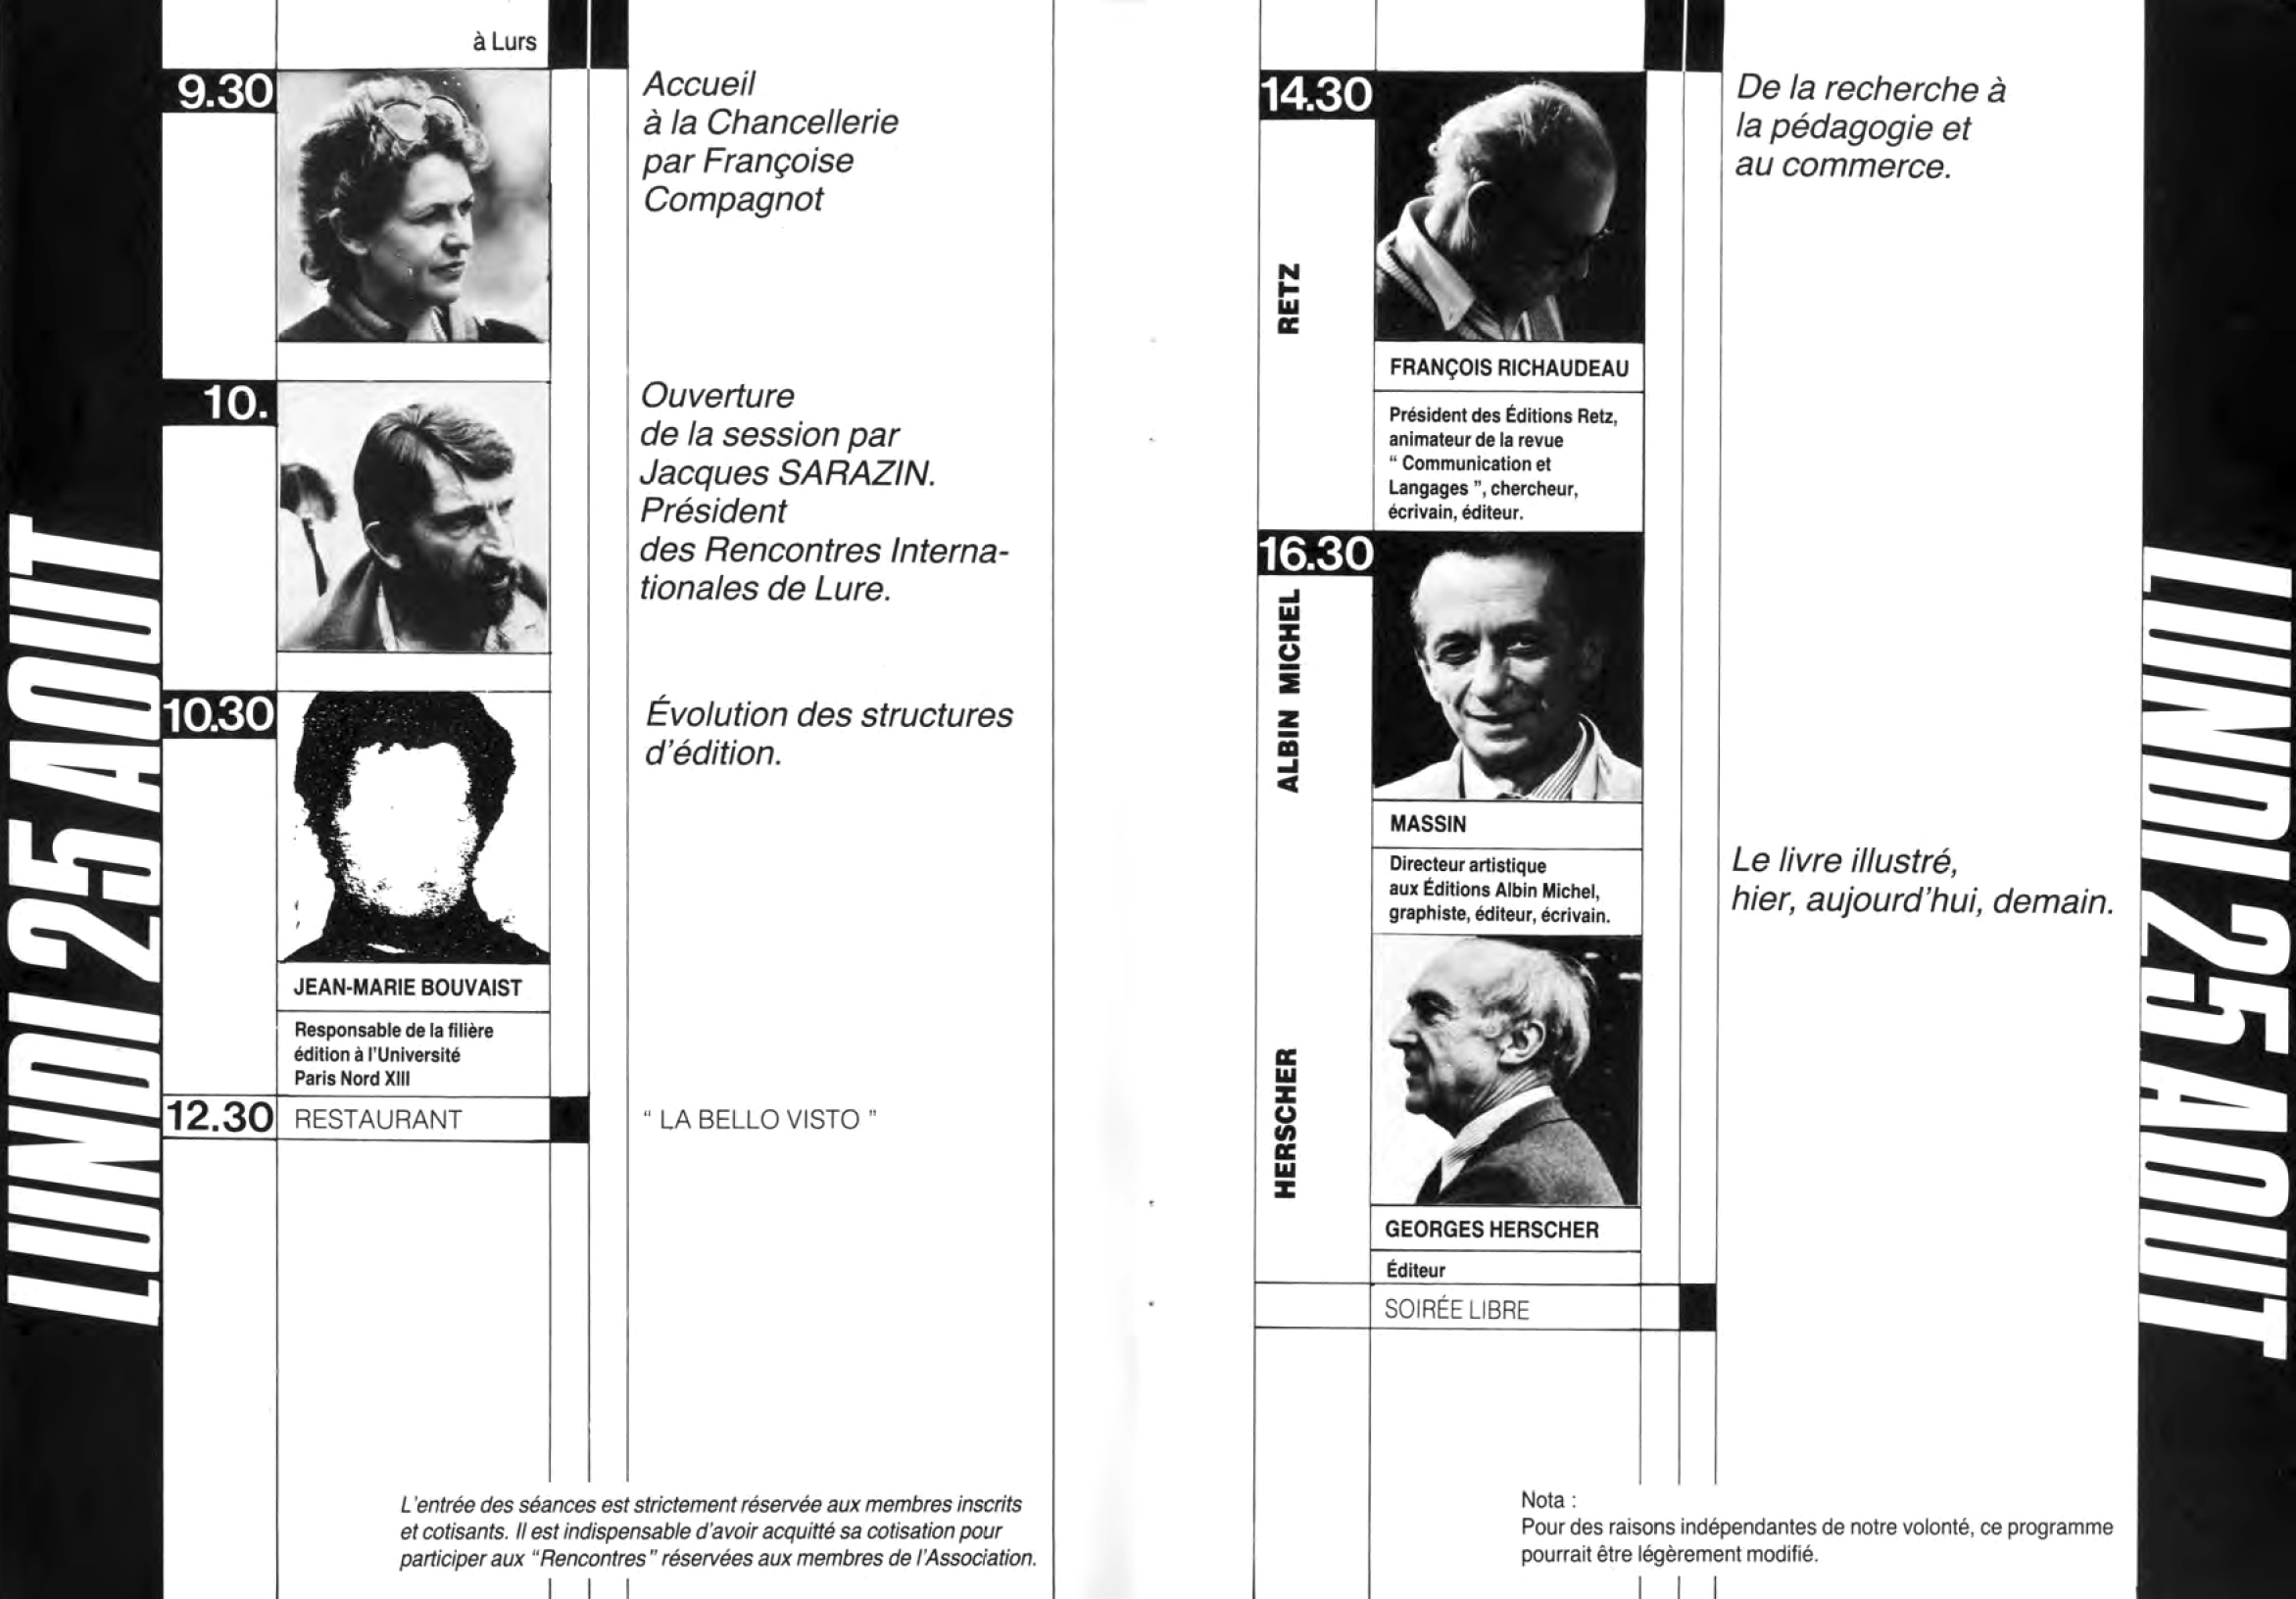 LUNDI 25 AOUT
à Lurs
9.30
Accueil
à la Chancellerie
par Françoise
Compagnot
10.
Ouverture
de la session par
Jacques SARAZIN.
Président
des Rencontres Interna-
tionales de Lure.
10.30
Évolution des structures
d'édition.
JEAN-MARIE BOUVAIST
Responsable de la filière
édition à l'Université
Paris Nord XIII
12.30
RESTAURANT
“ LA BELLO VISTO ”
L'entrée des séances est strictement réservée aux membres inscrits
et cotisants. Il est indispensable d'avoir acquitté sa cotisation pour
participer aux “Rencontres” réservées aux membres de l'Association.
14.30
De la recherche à
la pédagogie et
au commerce.
RETZ
FRANÇOIS RICHAUDEAU
Président des Éditions Retz,
animateur de la revue
“ Communication et
Langages ”, chercheur,
écrivain, éditeur.
16.30
ALBIN MICHEL
MASSIN
Directeur artistique
aux Éditions Albin Michel,
graphiste, éditeur, écrivain.
Le livre illustré,
hier, aujourd'hui, demain.
HERSCHER
GEORGES HERSCHER
Éditeur
SOIRÉE LIBRE
Nota :
Pour des raisons indépendantes de notre volonté, ce programme
pourrait être légèrement modifié.
LUNDI 25 AOUT